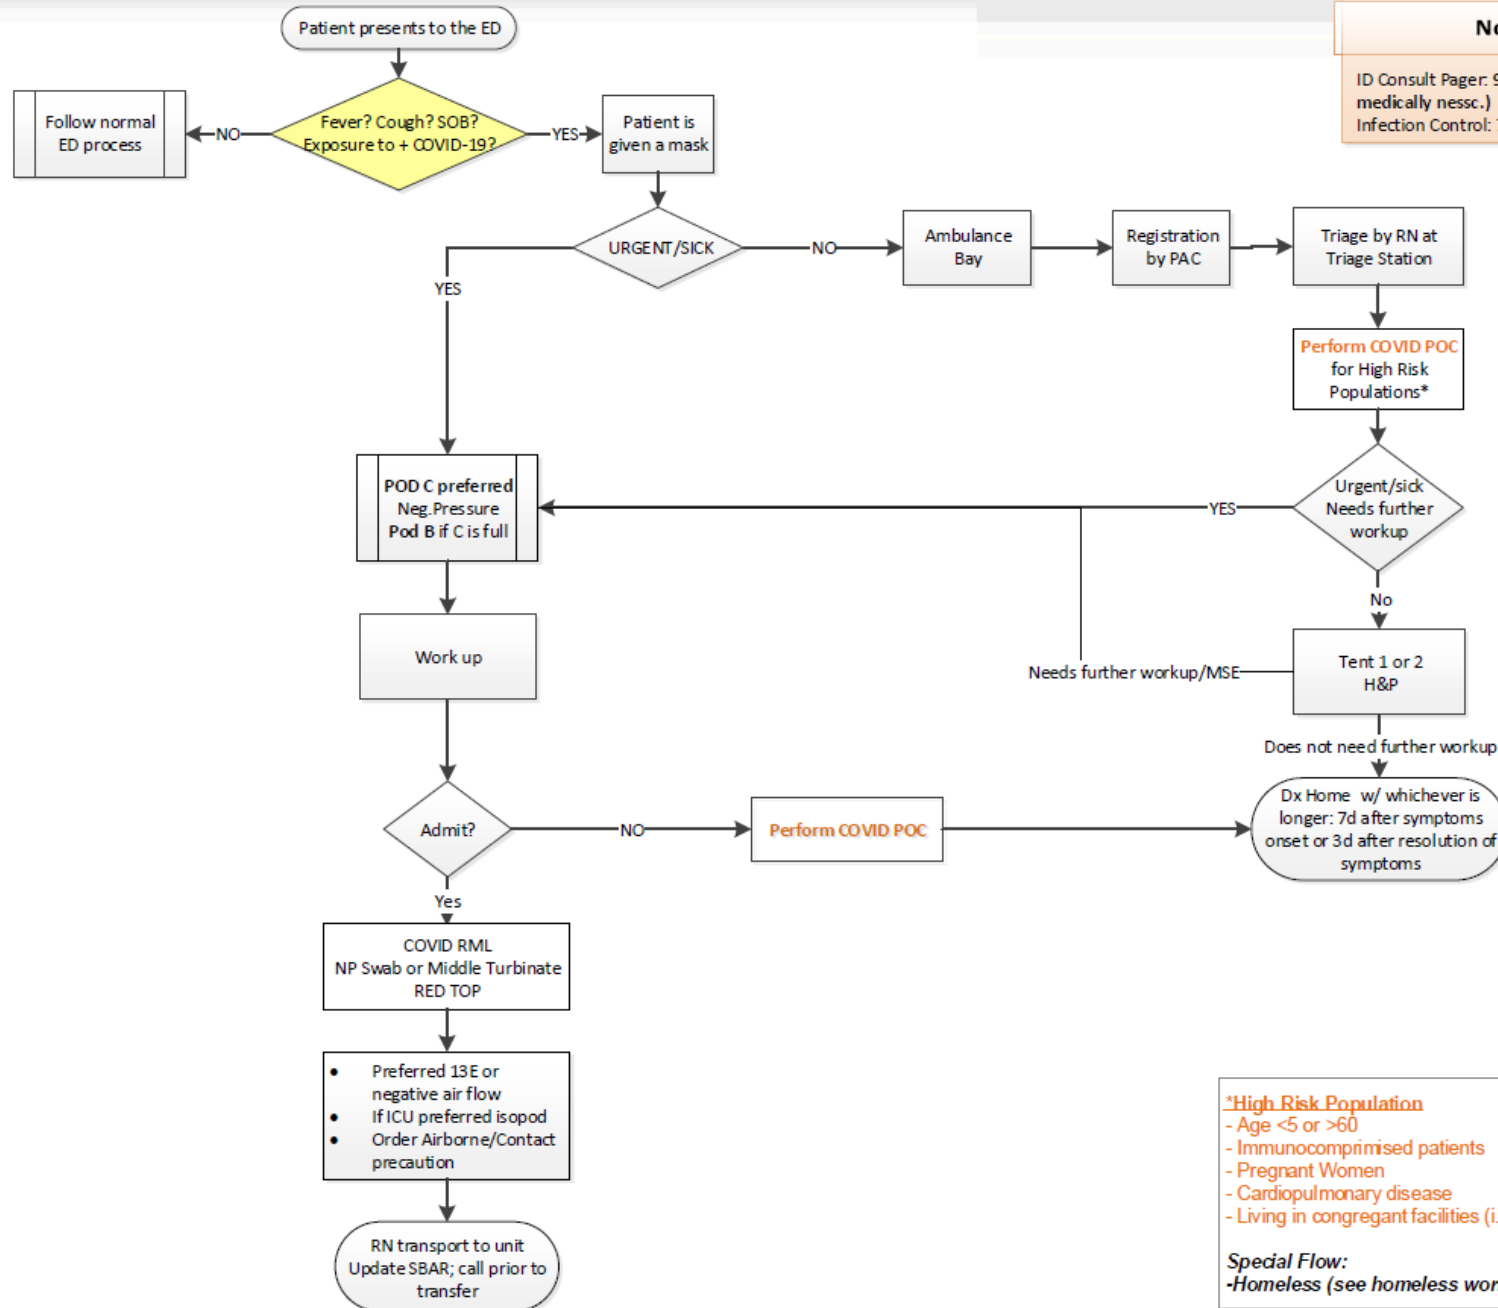 Patient presents to the ED
No
ID Consult Pager: 9
medically nessc.)
Infection Control:
Follow normal
ED process
NO
Fever? Cough? SOB?
Exposure to + COVID-19?
YES
Patient is
given a mask
URGENT/SICK
NO
Ambulance
Bay
Registration
by PAC
Triage by RN at
Triage Station
YES
Perform COVID POC
for High Risk
Populations*
POD C preferred
Neg.Pressure
Pod B if C is full
YES
Urgent/sick
Needs further
workup
No
Work up
Needs further workup/MSE
Tent 1 or 2
H&P
Does not need further workup
Admit?
NO
Perform COVID POC
Dx Home w/ whichever is
longer: 7d after symptoms
onset or 3d after resolution of
symptoms
Yes
COVID RML
NP Swab or Middle Turbinate
RED TOP
• Preferred 13E or
negative air flow
• If ICU preferred isopod
• Order Airborne/Contact
precaution
RN transport to unit
Update SBAR; call prior to
transfer
*High Risk Population
- Age <5 or >60
- Immunocomprimised patients
- Pregnant Women
- Cardiopulmonary disease
- Living in congregant facilities (i.
Special Flow:
-Homeless (see homeless wor